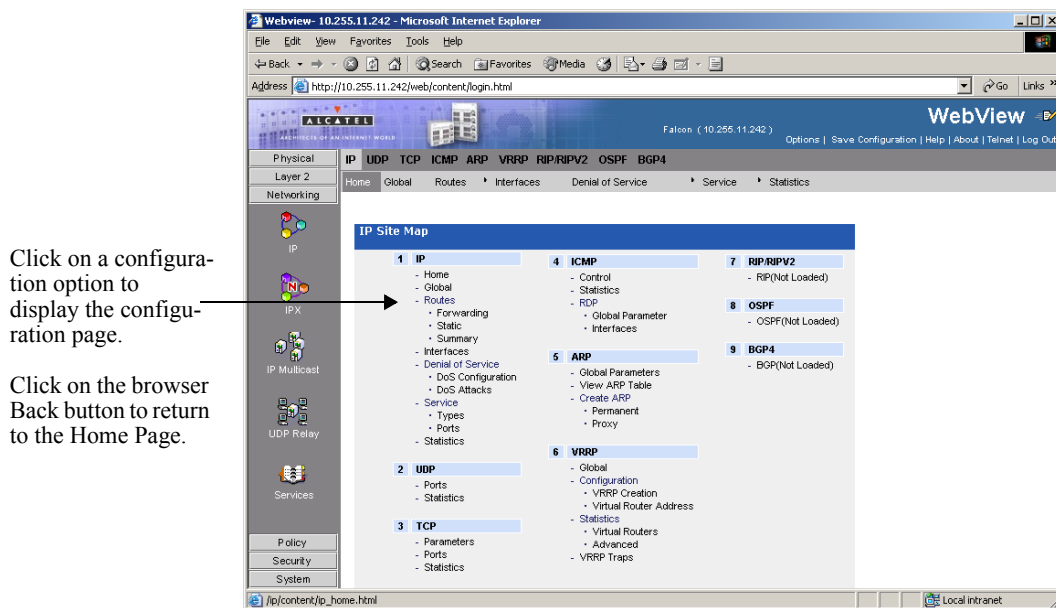 Webview- 10.255.11.242 - Microsoft Internet Explorer
File Edit View Favorites Tools Help
Back Search Favorites Media
Address http://10.255.11.242/web/content/login.html Go Links »
ALCATEL
ARCHITECTS OF AN INTERNET WORLD
Falcon ( 10.255.11.242 )
WebView
Options | Save Configuration | Help | About | Telnet | Log Out
Physical
Layer 2
Networking
IP UDP TCP ICMP ARP VRRP RIP/RIPV2 OSPF BGP4
Home Global Routes Interfaces Denial of Service Service Statistics
IP
IPX
IP Multicast
UDP Relay
Services
Policy
Security
System
Click on a configura-
tion option to
display the configu-
ration page.
Click on the browser
Back button to return
to the Home Page.
IP Site Map
1 IP
- Home
- Global
- Routes
• Forwarding
• Static
• Summary
- Interfaces
- Denial of Service
• DoS Configuration
• DoS Attacks
- Service
• Types
• Ports
- Statistics
2 UDP
- Ports
- Statistics
3 TCP
- Parameters
- Ports
- Statistics
4 ICMP
- Control
- Statistics
- RDP
• Global Parameter
• Interfaces
5 ARP
- Global Parameters
- View ARP Table
- Create ARP
• Permanent
• Proxy
6 VRRP
- Global
- Configuration
• VRRP Creation
• Virtual Router Address
- Statistics
• Virtual Routers
• Advanced
- VRRP Traps
7 RIP/RIPV2
- RIP(Not Loaded)
8 OSPF
- OSPF(Not Loaded)
9 BGP4
- BGP(Not Loaded)
/ip/content/ip_home.html
Local intranet